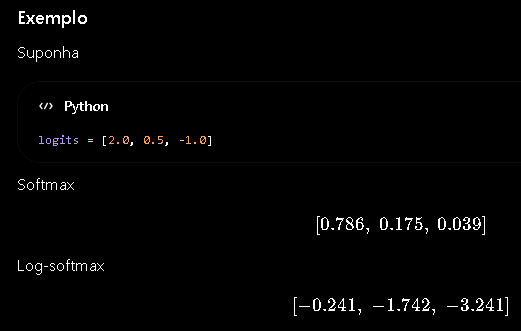 Exemplo
Suponha
</> Python
logits = [2.0, 0.5, -1.0]
Softmax
[0.786, 0.175, 0.039]
Log-softmax
[−0.241, −1.742, −3.241]